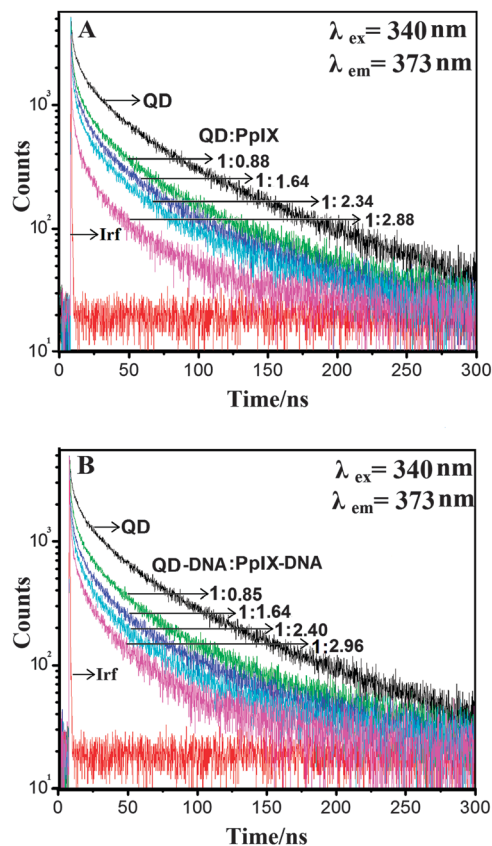 A
λ ex= 340 nm
λ em= 373 nm
QD
QD:PpIX
1:0.88
1:1.64
1:2.34
1:2.88
Irf
Counts
10³
10²
10¹
0 50 100 150 200 250 300
Time/ns
B
λ ex= 340 nm
λ em= 373 nm
QD
QD-DNA:PpIX-DNA
1:0.85
1:1.64
1:2.40
1:2.96
Irf
Counts
10³
10²
10¹
0 50 100 150 200 250 300
Time/ns